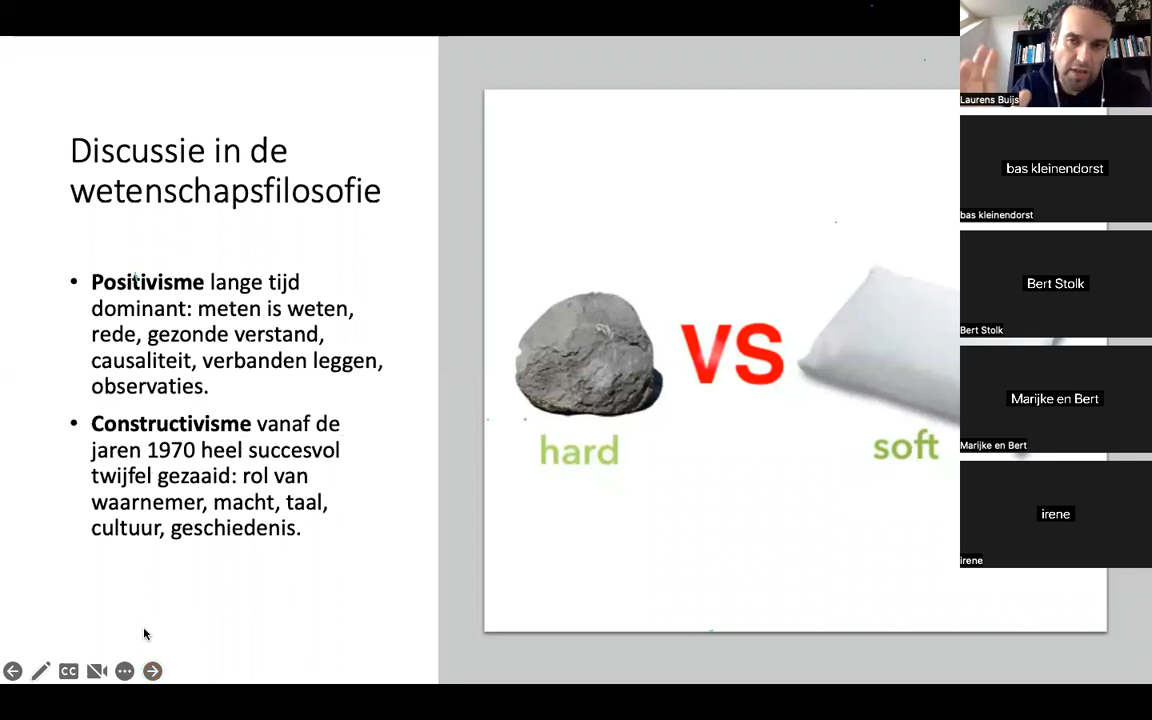 Discussie in de
wetenschapsfilosofie
• Positivisme lange tijd
dominant: meten is weten,
rede, gezonde verstand,
causaliteit, verbanden leggen,
observaties.
• Constructivisme vanaf de
jaren 1970 heel succesvol
twijfel gezaaid: rol van
waarnemer, macht, taal,
cultuur, geschiedenis.
hard
VS
soft
CC
Laurens Buijs
bas kleinendorst
bas kleinendorst
Bert Stolk
Bert Stolk
Marijke en Bert
Marijke en Bert
irene
irene